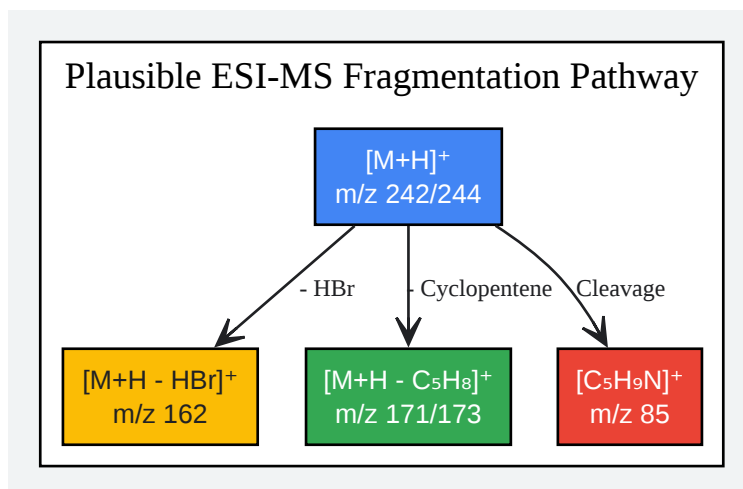 Plausible ESI-MS Fragmentation Pathway
[M+H]⁺
m/z 242/244
- HBr
- Cyclopentene
Cleavage
[M+H - HBr]⁺
m/z 162
[M+H - C₅H₈]⁺
m/z 171/173
[C₅H₉N]⁺
m/z 85